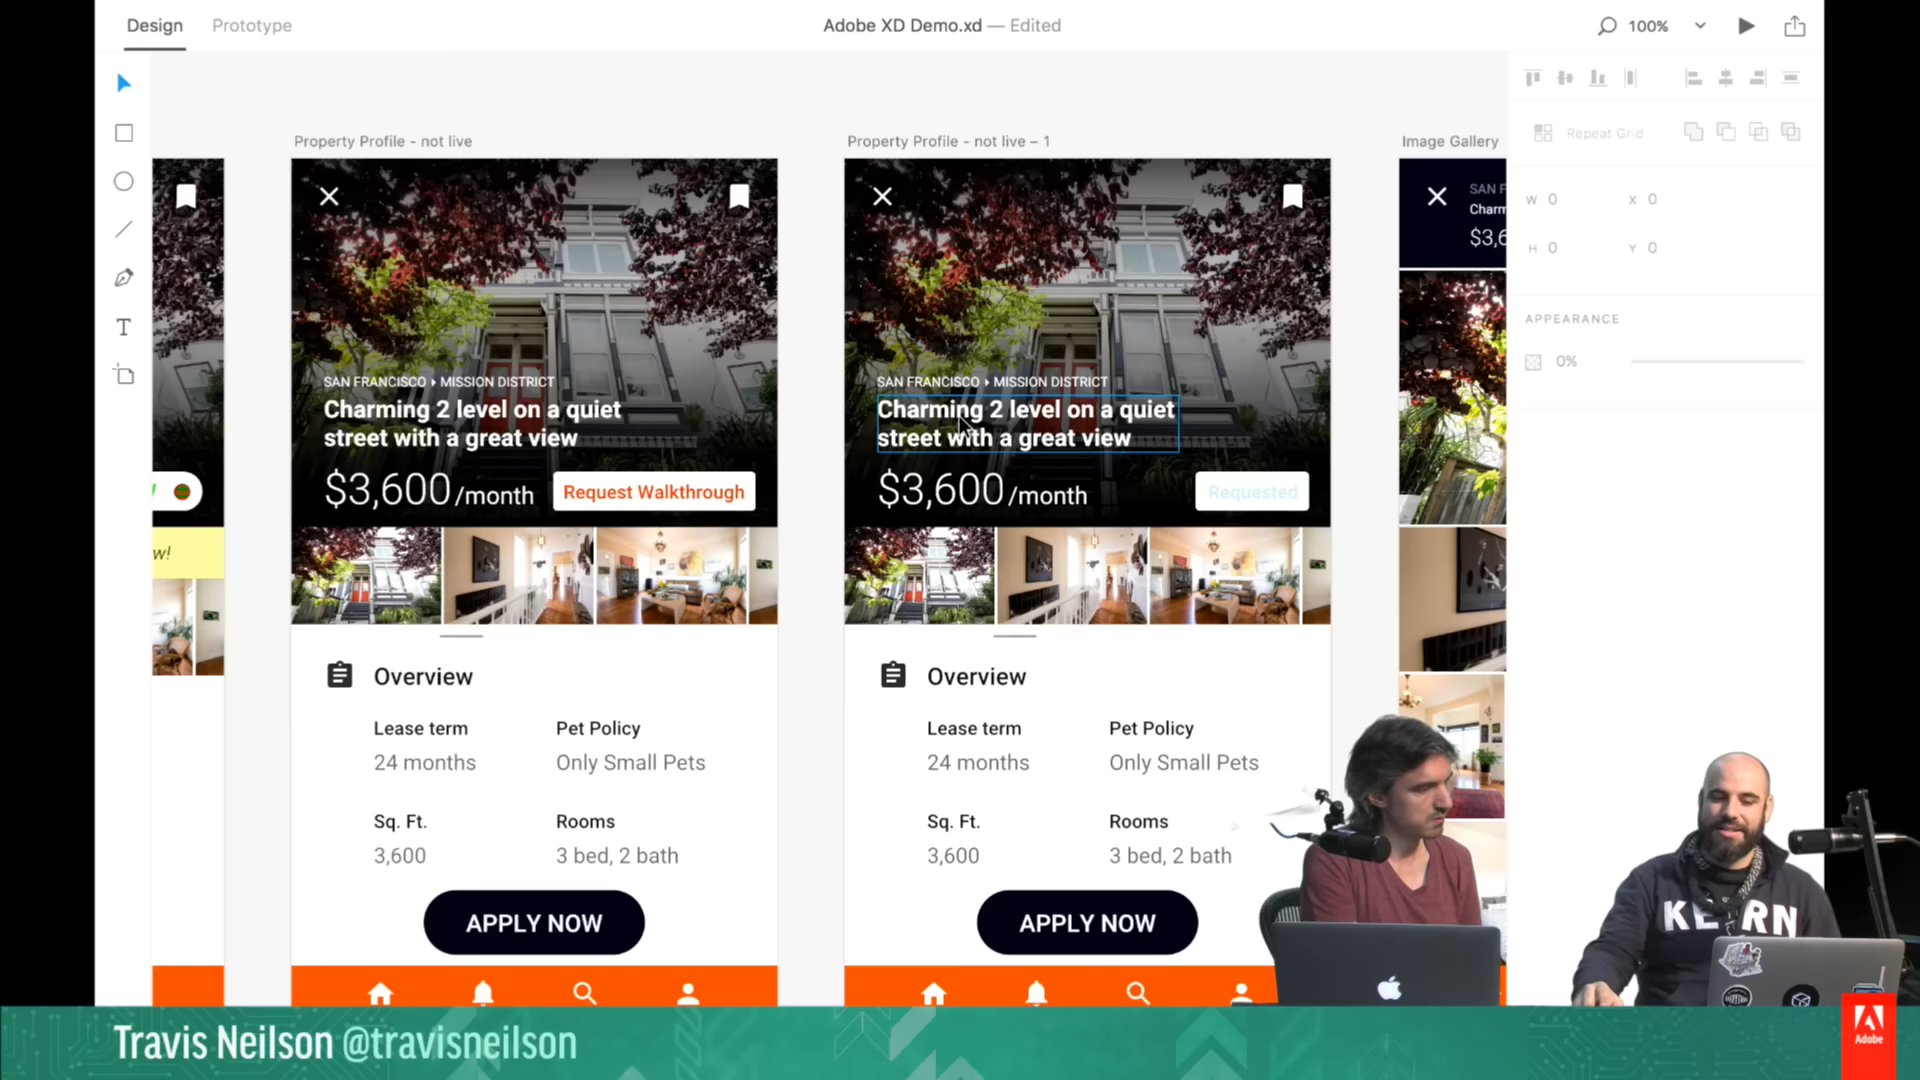 Design
Prototype
Adobe XD Demo.xd — Edited
100%
Property Profile - not live
Property Profile - not live – 1
Image Gallery
Repeat Grid
W 0
X 0
H 0
Y 0
APPEARANCE
0%
w!
SAN FRANCISCO
MISSION DISTRICT
Charming 2 level on a quiet
street with a great view
$3,600 /month
Request Walkthrough
Overview
Lease term
Pet Policy
24 months
Only Small Pets
Sq. Ft.
Rooms
3,600
3 bed, 2 bath
APPLY NOW
SAN FRANCISCO
MISSION DISTRICT
Charming 2 level on a quiet
street with a great view
$3,600 /month
Requested
Overview
Lease term
Pet Policy
24 months
Only Small Pets
Sq. Ft.
Rooms
3,600
3 bed, 2 bath
APPLY NOW
SAN F
Charm
$3,6
Travis Neilson @travisneilson
Adobe